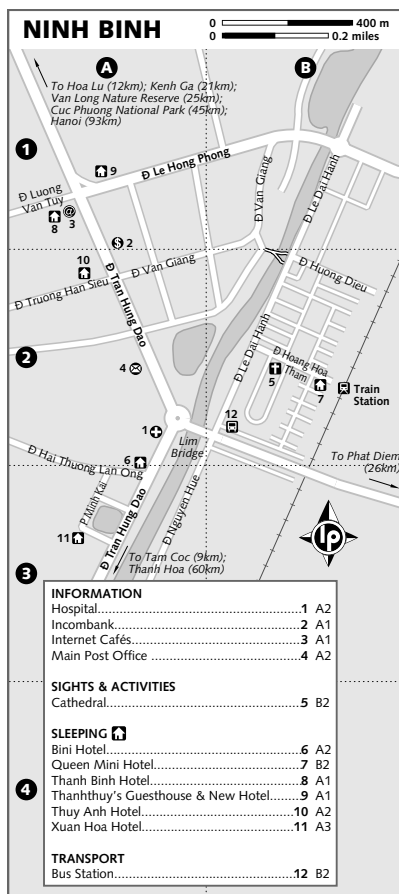 NINH BINH
0 400 m
0 0.2 miles
A
B
To Hoa Lu (12km); Kenh Ga (21km);
Van Long Nature Reserve (25km);
Cuc Phuong National Park (45km);
Hanoi (93km)
1
9
Đ Le Hong Phong
Đ Luong
Van Tuy
8
3
Đ Van Giang
Đ Le Dai Hanh
2
10
Đ Van Giang
Đ Truong Han Sieu
Đ Tran Hung Dao
Đ Huong Dieu
2
4
Đ Le Dai Hanh
Đ Hoang Hoa
Tham
5
7
Train
Station
12
1
Lim
Bridge
Đ Hai Thuong Lan Ong
6
To Phat Diem
(26km)
P Minh Kai
Đ Tran Hung Dao
Đ Nguyen Hue
11
lp
To Tam Coc (9km);
Thanh Hoa (60km)
3
INFORMATION
Hospital 1 A2
Incombank 2 A1
Internet Cafés 3 A1
Main Post Office 4 A2
SIGHTS & ACTIVITIES
Cathedral 5 B2
SLEEPING
Bini Hotel 6 A2
Queen Mini Hotel 7 B2
Thanh Binh Hotel 8 A1
Thanhthuy's Guesthouse & New Hotel 9 A1
Thuy Anh Hotel 10 A2
Xuan Hoa Hotel 11 A3
4
TRANSPORT
Bus Station 12 B2